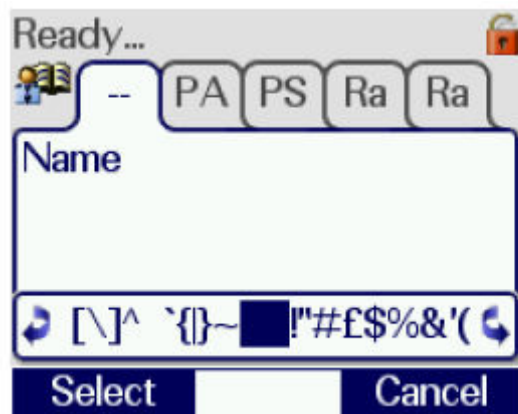 Ready...
-- PA PS Ra Ra
Name
[\]^ `{|}~ !"#£$%&'(
Select Cancel